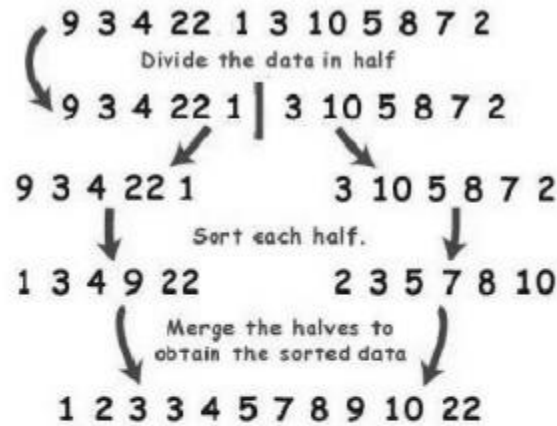 9 3 4 22 1 3 10 5 8 7 2
Divide the data in half
9 3 4 22 1 | 3 10 5 8 7 2
9 3 4 22 1 3 10 5 8 7 2
Sort each half.
1 3 4 9 22 2 3 5 7 8 10
Merge the halves to
obtain the sorted data
1 2 3 3 4 5 7 8 9 10 22